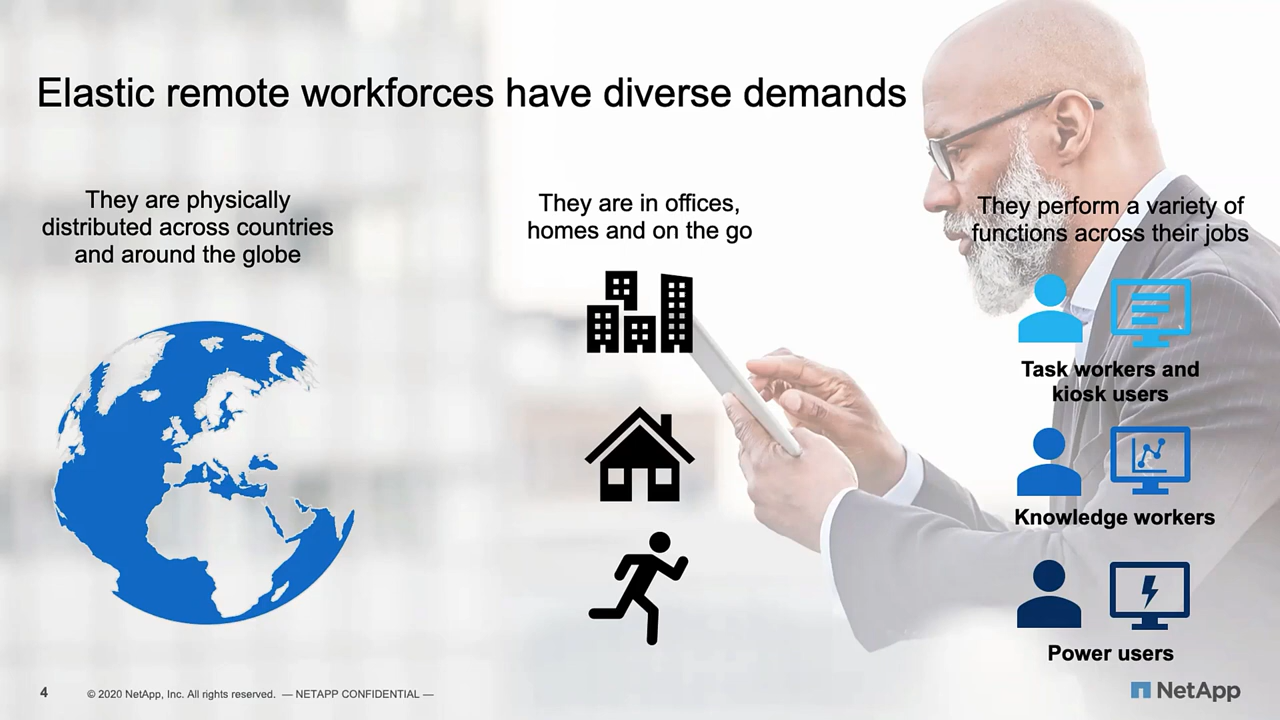 Elastic remote workforces have diverse demands
They are physically
distributed across countries
and around the globe
They are in offices,
homes and on the go
They perform a variety of
functions across their jobs
Task workers and
kiosk users
Knowledge workers
Power users
4
© 2020 NetApp, Inc. All rights reserved. — NETAPP CONFIDENTIAL —
NetApp